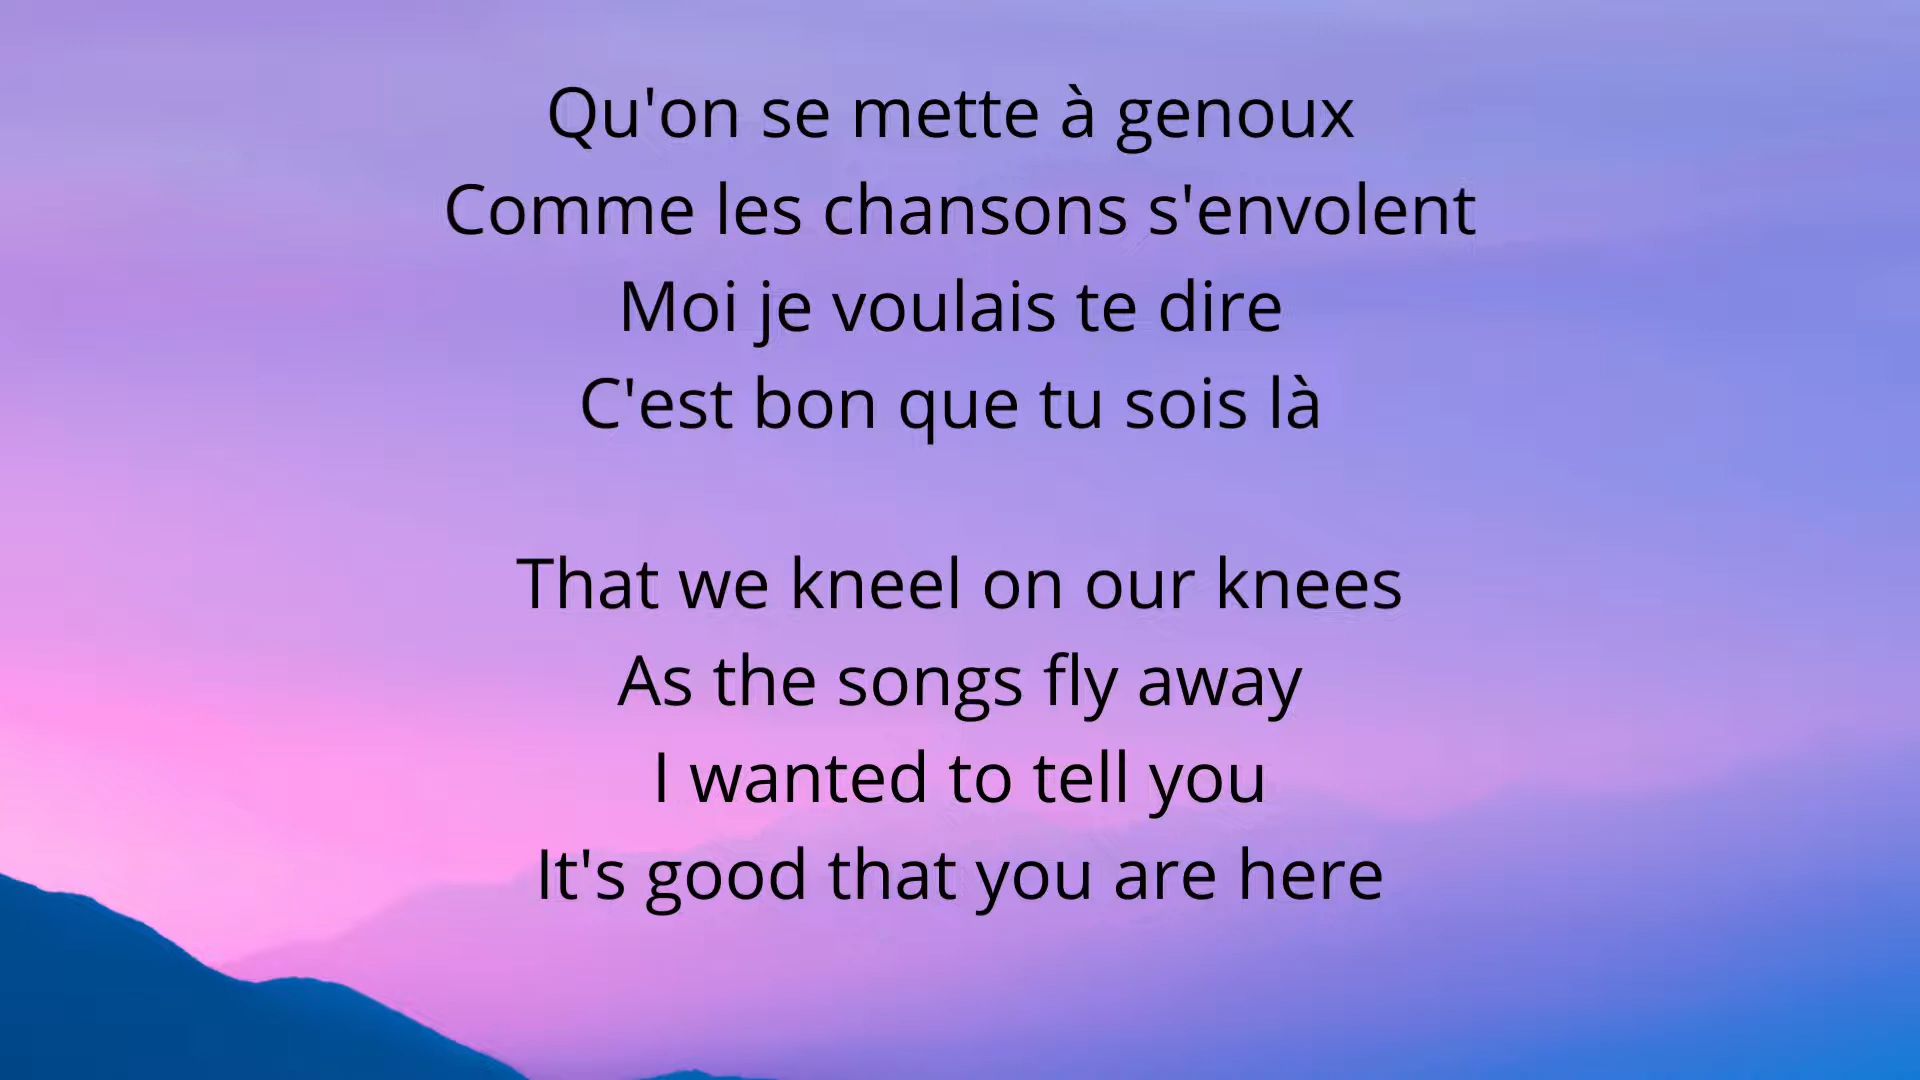 Qu'on se mette à genoux
Comme les chansons s'envolent
Moi je voulais te dire
C'est bon que tu sois là
That we kneel on our knees
As the songs fly away
I wanted to tell you
It's good that you are here